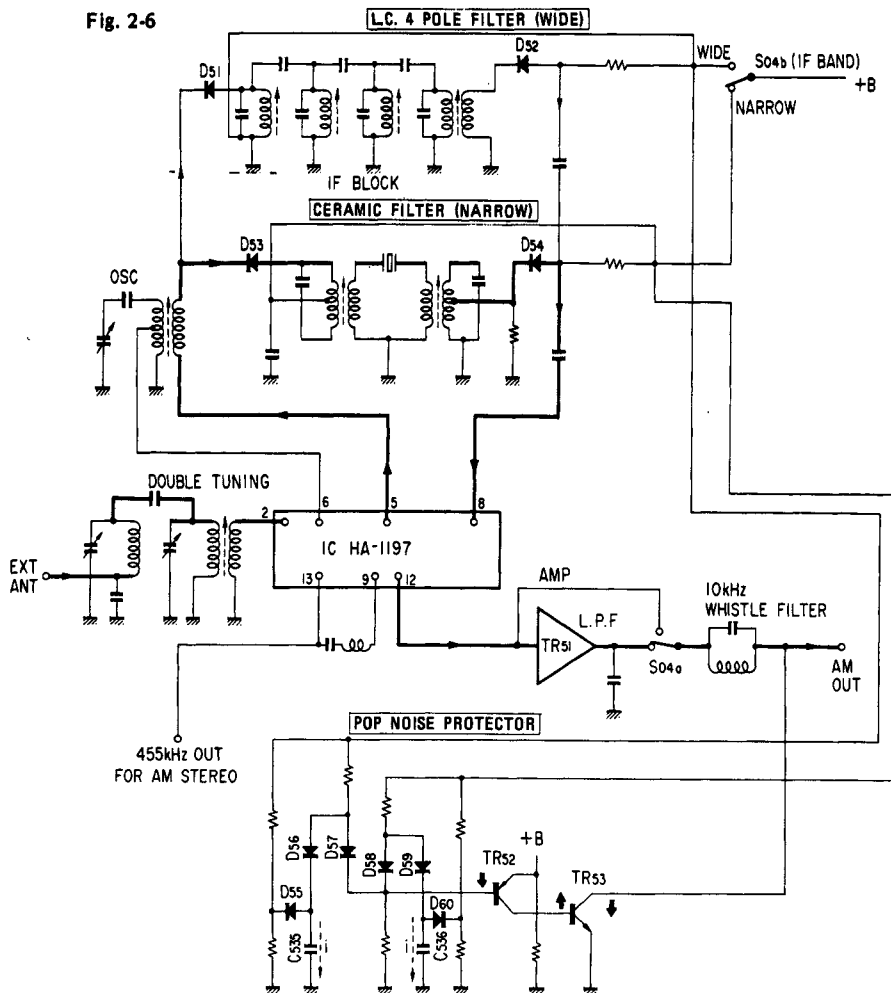 Fig. 2-6
L.C. 4 POLE FILTER (WIDE)
D51
D52
WIDE
S04b (IF BAND)
+B
NARROW
IF BLOCK
CERAMIC FILTER (NARROW)
D53
D54
OSC
DOUBLE TUNING
2
6
5
8
IC HA-1197
13
9
12
EXT
ANT
AMP
L.P.F
TR51
S04a
10kHz
WHISTLE FILTER
AM
OUT
455kHz OUT
FOR AM STEREO
POP NOISE PROTECTOR
D56
D57
D58
D59
D55
D60
C535
i
C536
i
+B
TR52
TR53